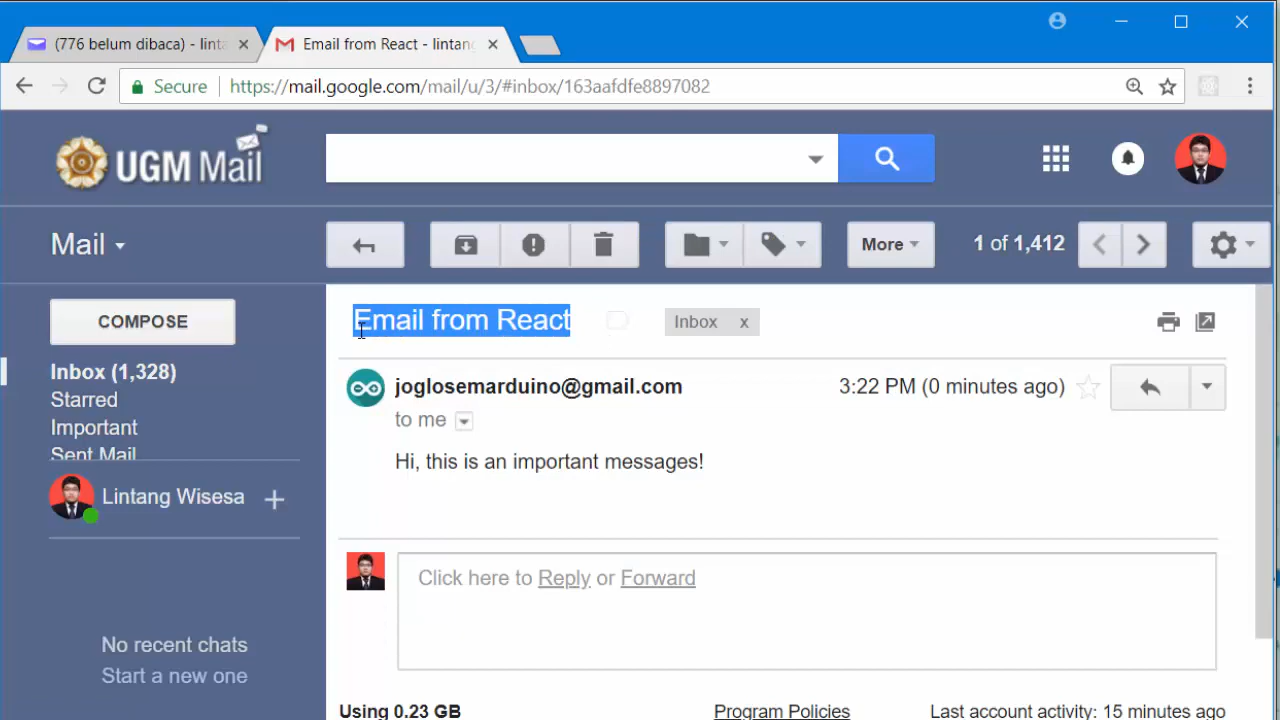 (776 belum dibaca) - linta
Email from React - lintang
Secure
https://mail.google.com/mail/u/3/#inbox/163aafdfe8897082
UGM Mail
Mail
More
1 of 1,412
COMPOSE
Email from React
Inbox x
Inbox (1,328)
joglosemarduino@gmail.com
3:22 PM (0 minutes ago)
Starred
to me
Important
Sent Mail
Hi, this is an important messages!
Lintang Wisesa
Click here to Reply or Forward
No recent chats
Start a new one
Using 0.23 GB
Program Policies
Last account activity: 15 minutes ago